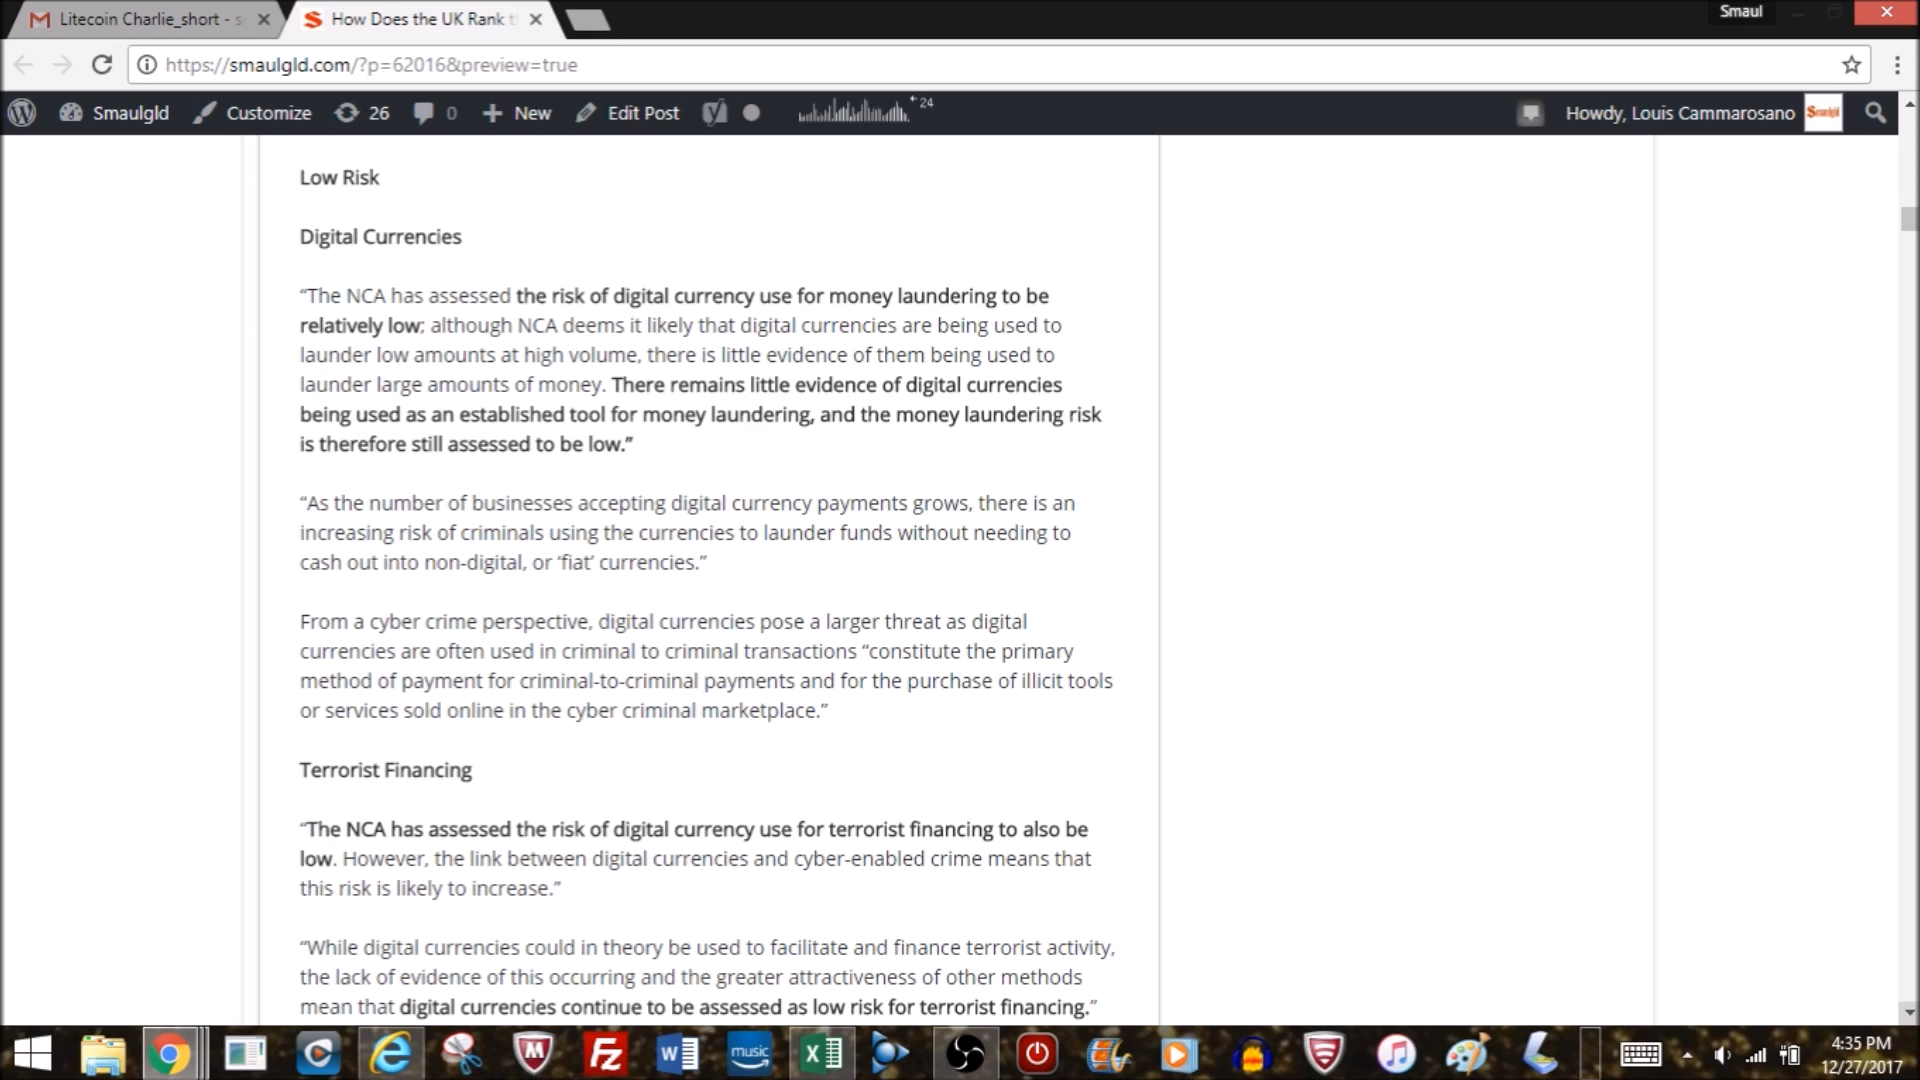 Litecoin Charlie_short - s
How Does the UK Rank t
Smaul
https://smaulgld.com/?p=62016&preview=true
Smaulgld
Customize
26
0
New
Edit Post
24
Howdy, Louis Cammarosano
Smaulgld
Low Risk
Digital Currencies
“The NCA has assessed the risk of digital currency use for money laundering to be
relatively low; although NCA deems it likely that digital currencies are being used to
launder low amounts at high volume, there is little evidence of them being used to
launder large amounts of money. There remains little evidence of digital currencies
being used as an established tool for money laundering, and the money laundering risk
is therefore still assessed to be low.”
“As the number of businesses accepting digital currency payments grows, there is an
increasing risk of criminals using the currencies to launder funds without needing to
cash out into non-digital, or ‘fiat’ currencies.”
From a cyber crime perspective, digital currencies pose a larger threat as digital
currencies are often used in criminal to criminal transactions “constitute the primary
method of payment for criminal-to-criminal payments and for the purchase of illicit tools
or services sold online in the cyber criminal marketplace.”
Terrorist Financing
“The NCA has assessed the risk of digital currency use for terrorist financing to also be
low. However, the link between digital currencies and cyber-enabled crime means that
this risk is likely to increase.”
“While digital currencies could in theory be used to facilitate and finance terrorist activity,
the lack of evidence of this occurring and the greater attractiveness of other methods
mean that digital currencies continue to be assessed as low risk for terrorist financing.”
music
4:35 PM
12/27/2017